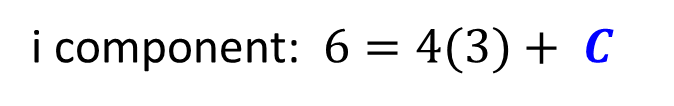 i component: 6 = 4(3) + C